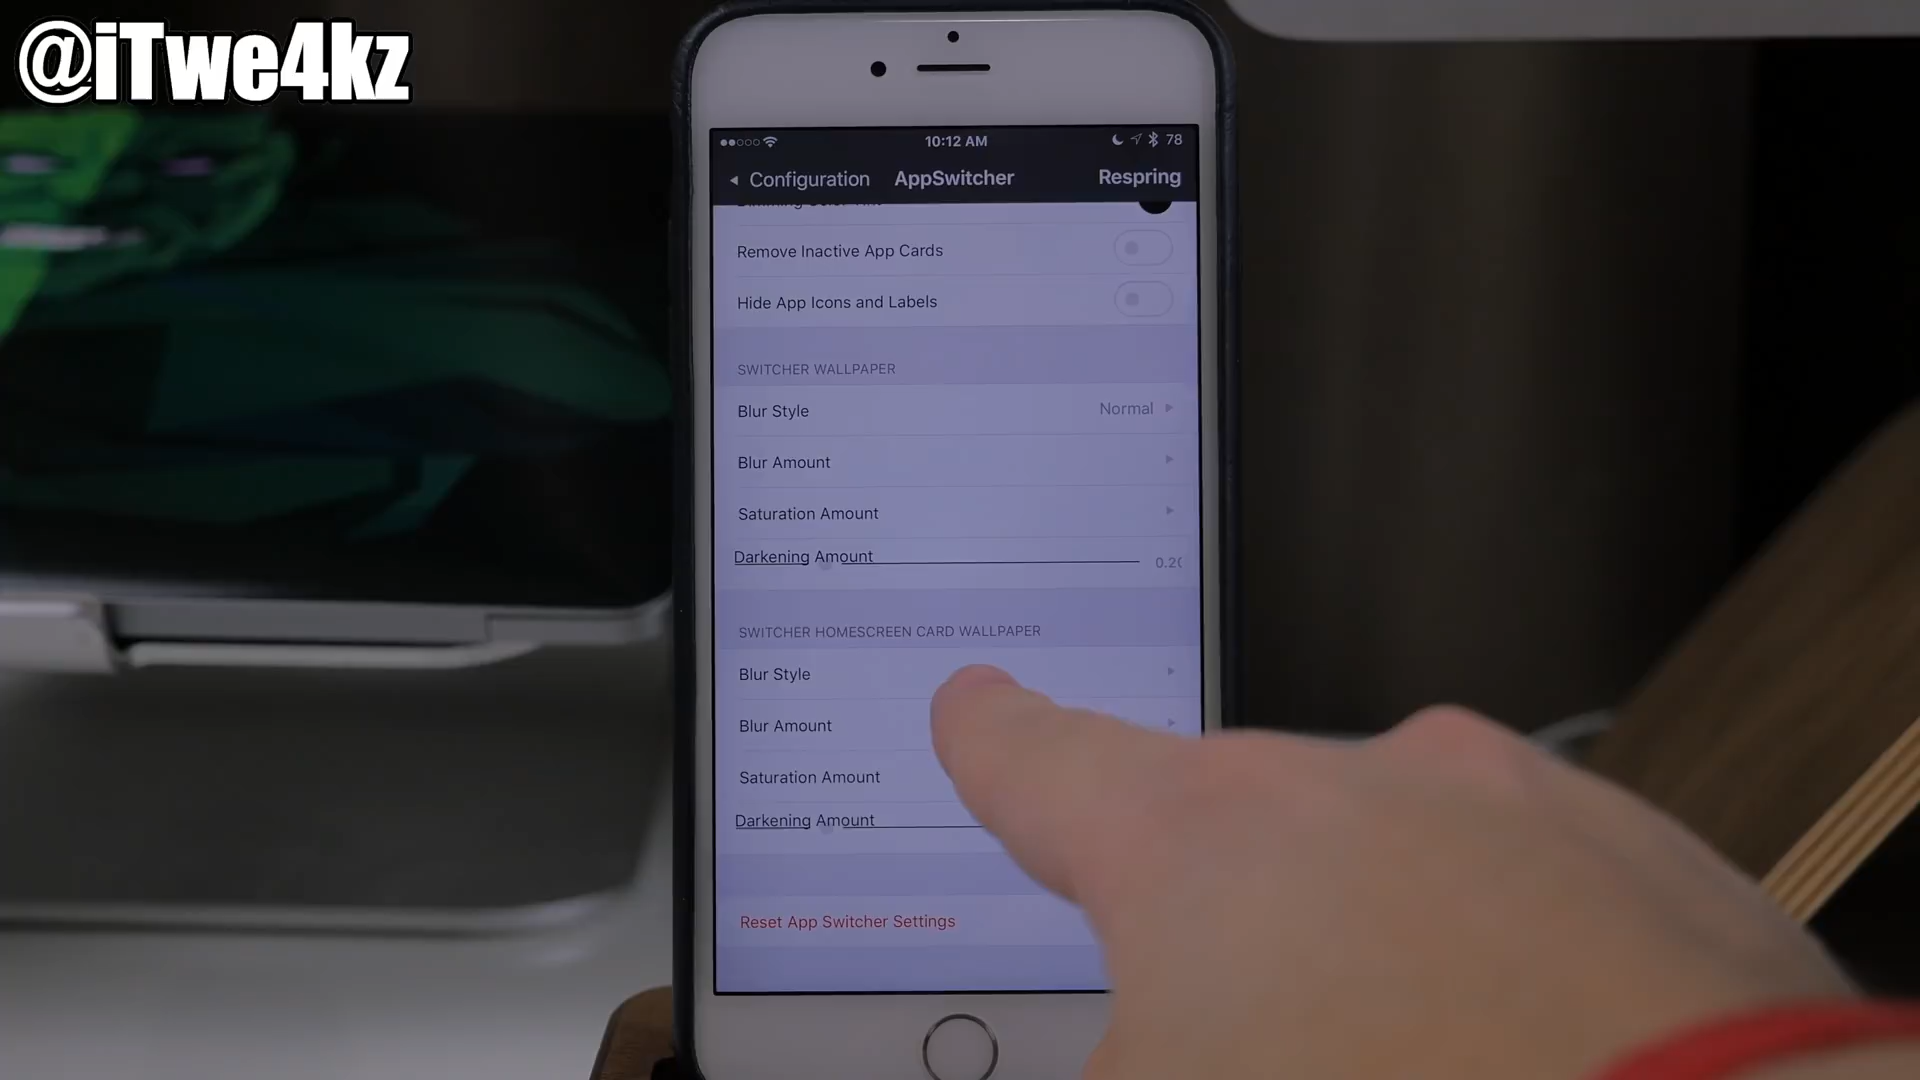 @iTwe4kz
10:12 AM
78
Configuration AppSwitcher Respring
Remove Inactive App Cards
Hide App Icons and Labels
SWITCHER WALLPAPER
Blur Style Normal
Blur Amount
Saturation Amount
Darkening Amount
SWITCHER HOMESCREEN CARD WALLPAPER
Blur Style
Blur Amount
Saturation Amount
Darkening Amount
Reset App Switcher Settings